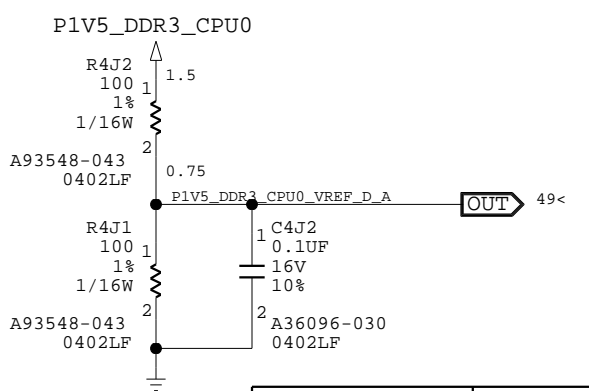 P1V5_DDR3_CPU0
R4J2
1.5
100
1
1%
1/16W
2
A93548-043
0.75
0402LF
P1V5_DDR3_CPU0_VREF_D_A
OUT
49<
R4J1
100
1
1%
1/16W
2
A93548-043
0402LF
C4J2
1
0.1UF
16V
10%
2
A36096-030
0402LF